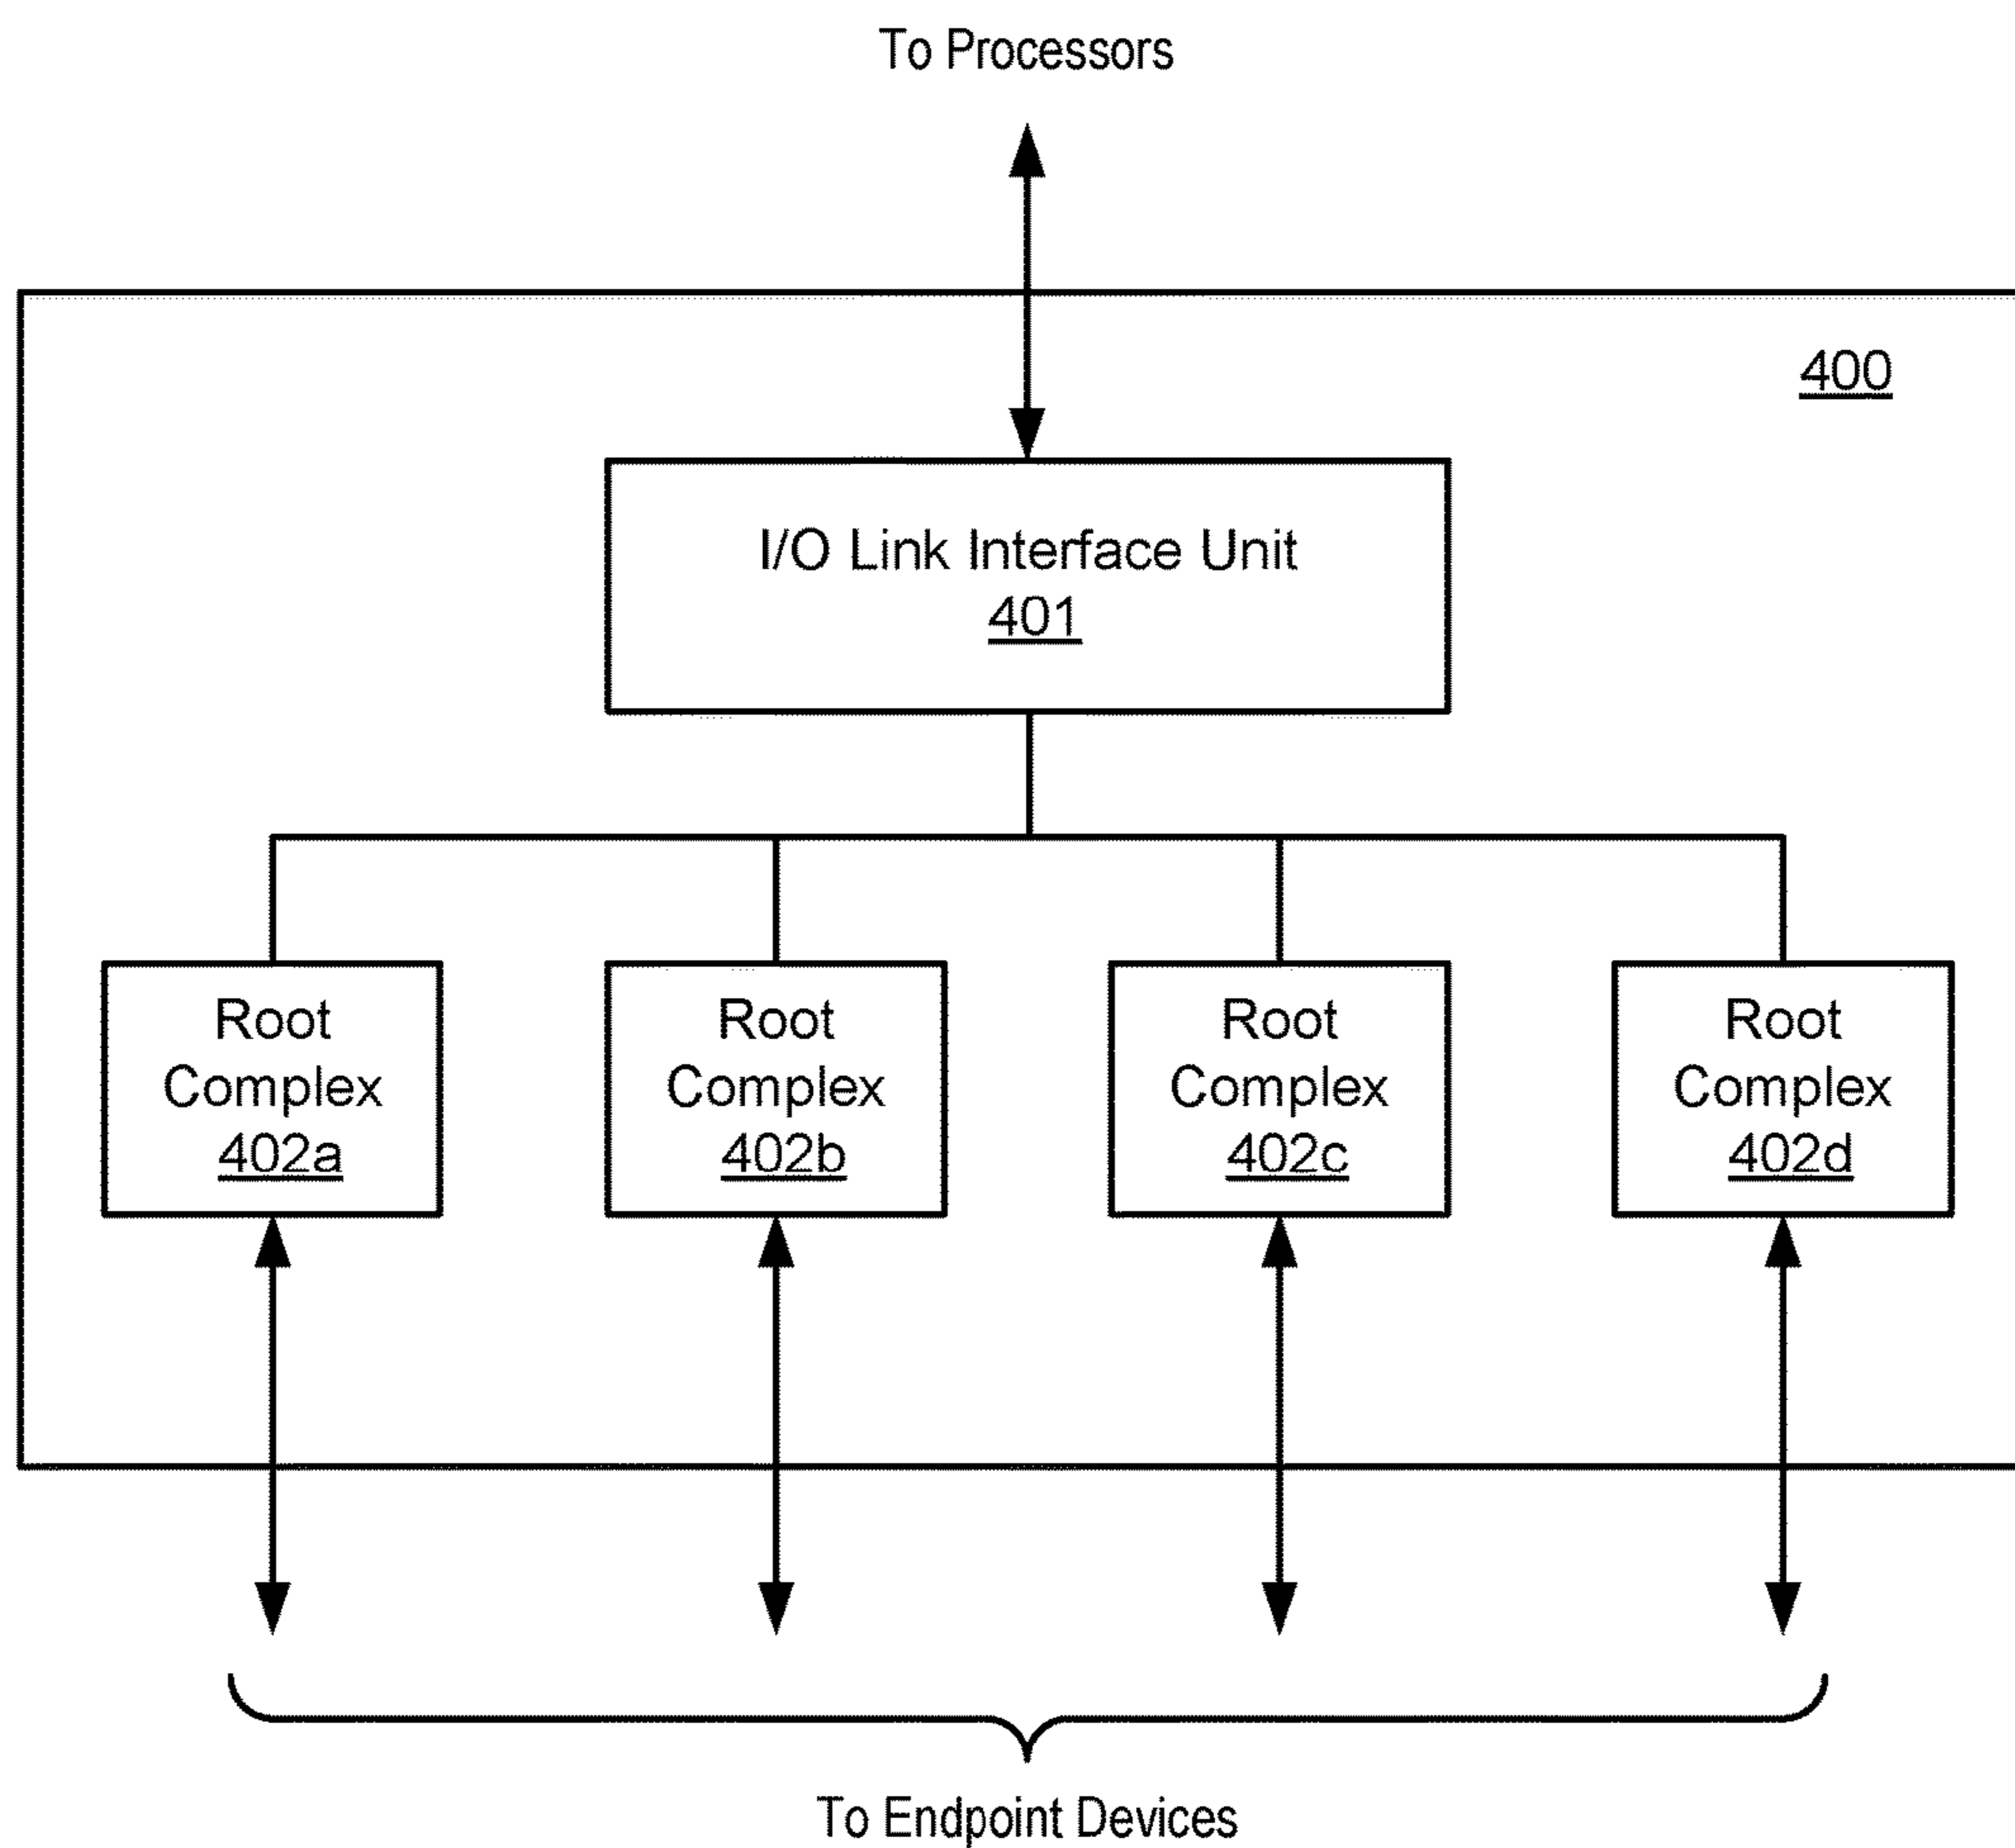 To Processors
400
I/O Link Interface Unit
401
Root
Complex
402a
Root
Complex
402b
Root
Complex
402c
Root
Complex
402d
To Endpoint Devices